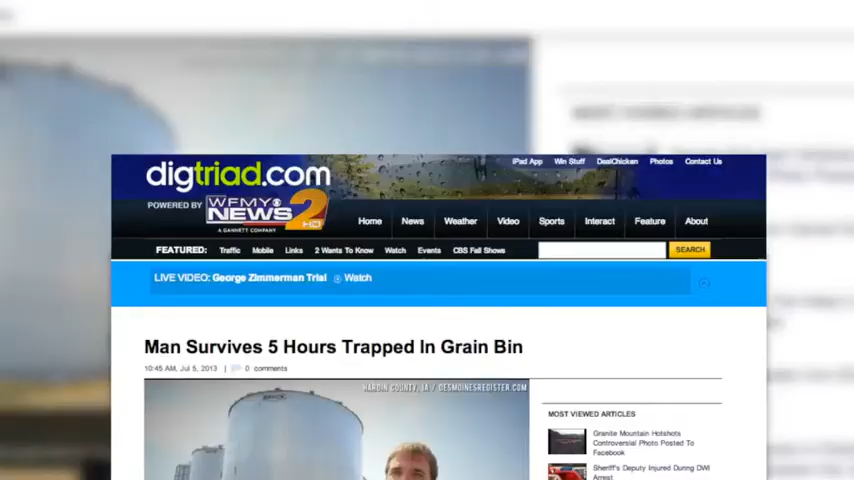 digtriad.com
iPad App Win Stuff DealChicken Photos Contact Us
POWERED BY WFMY NEWS 2 HD
A GANNETT COMPANY
Home News Weather Video Sports Interact Feature About
FEATURED: Traffic Mobile Links 2 Wants To Know Watch Events CBS Fall Shows SEARCH
LIVE VIDEO: George Zimmerman Trial Watch
Man Survives 5 Hours Trapped In Grain Bin
10:45 AM, Jul 5, 2013 | 0 comments
HARDIN COUNTY, IA / DESMOINESREGISTER.COM
MOST VIEWED ARTICLES
Granite Mountain Hotshots
Controversial Photo Posted To
Facebook
Sheriff's Deputy Injured During DWI
Arrest